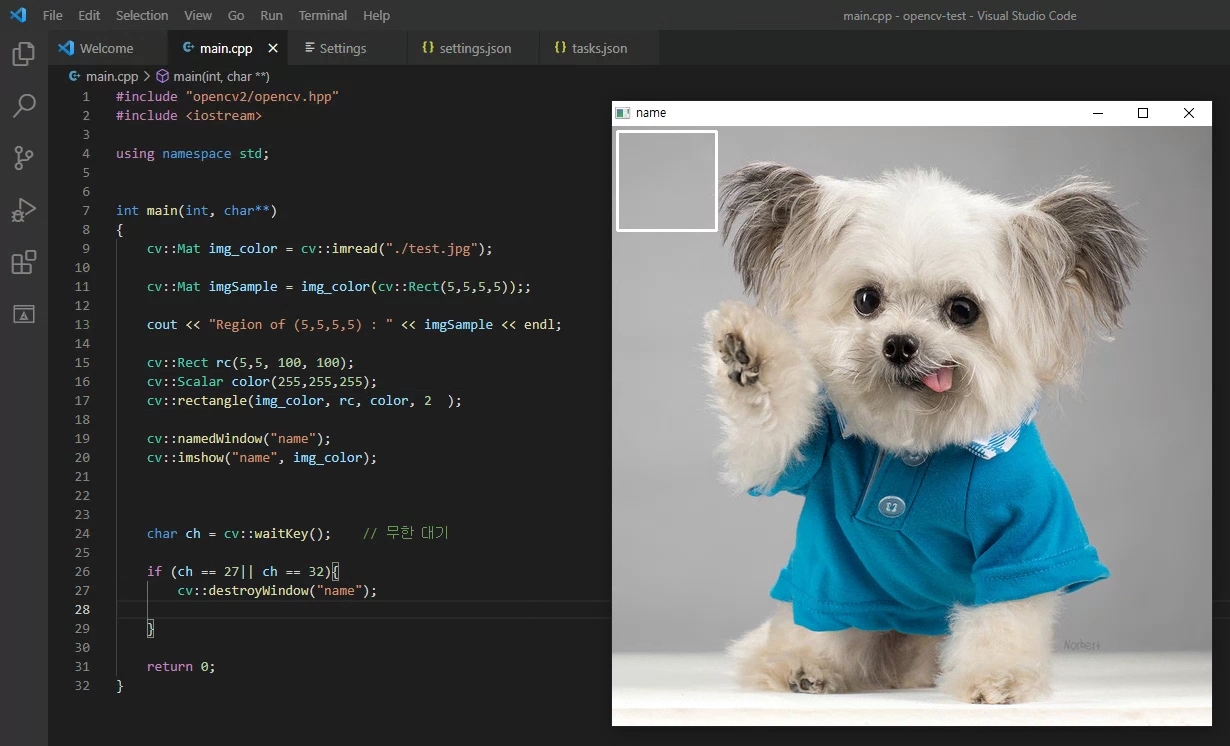 File Edit Selection View Go Run Terminal Help main.cpp - opencv-test - Visual Studio Code
Welcome main.cpp Settings {} settings.json {} tasks.json
main.cpp > main(int, char **)
1 #include "opencv2/opencv.hpp"
2 #include <iostream>
3
4 using namespace std;
5
6
7 int main(int, char**)
8 {
9 cv::Mat img_color = cv::imread("./test.jpg");
10
11 cv::Mat imgSample = img_color(cv::Rect(5,5,5,5));;
12
13 cout << "Region of (5,5,5,5) : " << imgSample << endl;
14
15 cv::Rect rc(5,5, 100, 100);
16 cv::Scalar color(255,255,255);
17 cv::rectangle(img_color, rc, color, 2 );
18
19 cv::namedWindow("name");
20 cv::imshow("name", img_color);
21
22
23
24 char ch = cv::waitKey(); // 무한 대기
25
26 if (ch == 27|| ch == 32){
27 cv::destroyWindow("name");
28
29 }
30
31 return 0;
32 }
name
Norbert